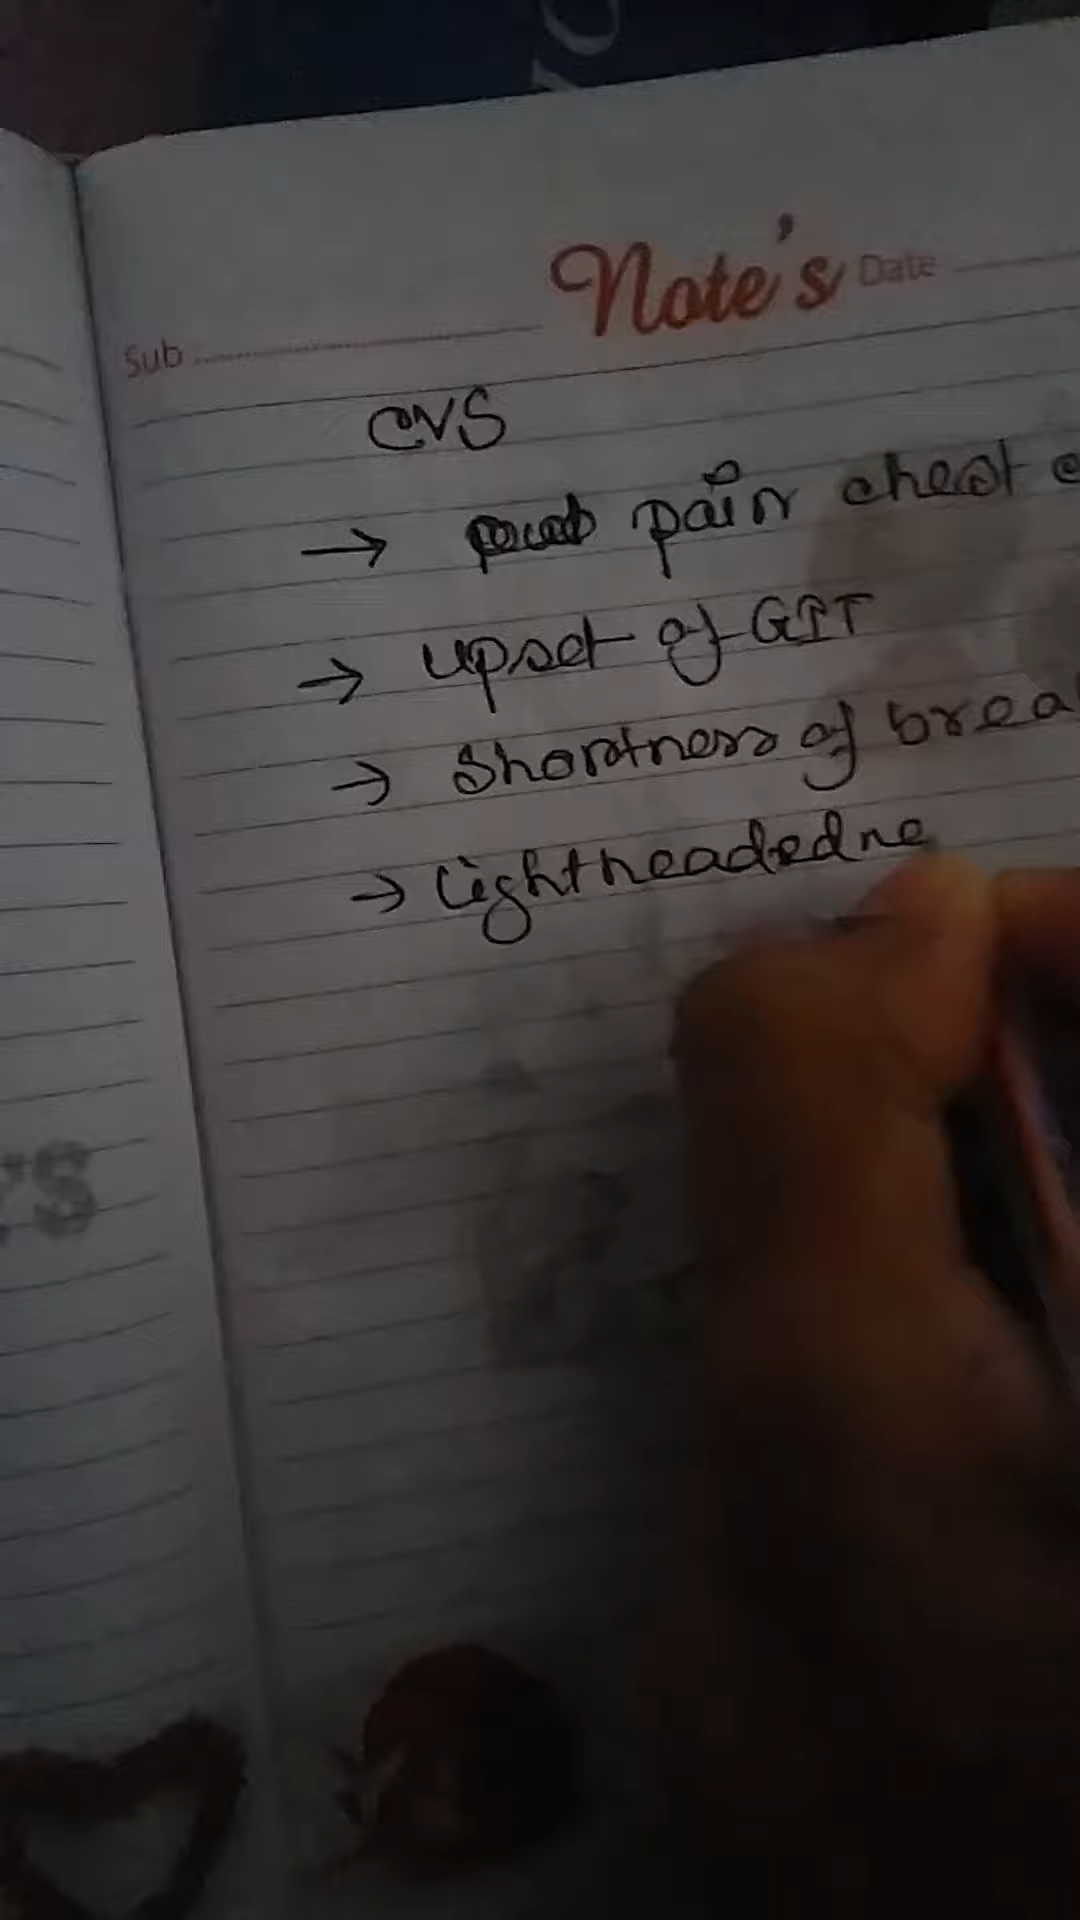 Note's Date
Sub
CVS
→ pain chest
→ upset of GIT
→ Shortness of brea
→ Lightheadedne
's